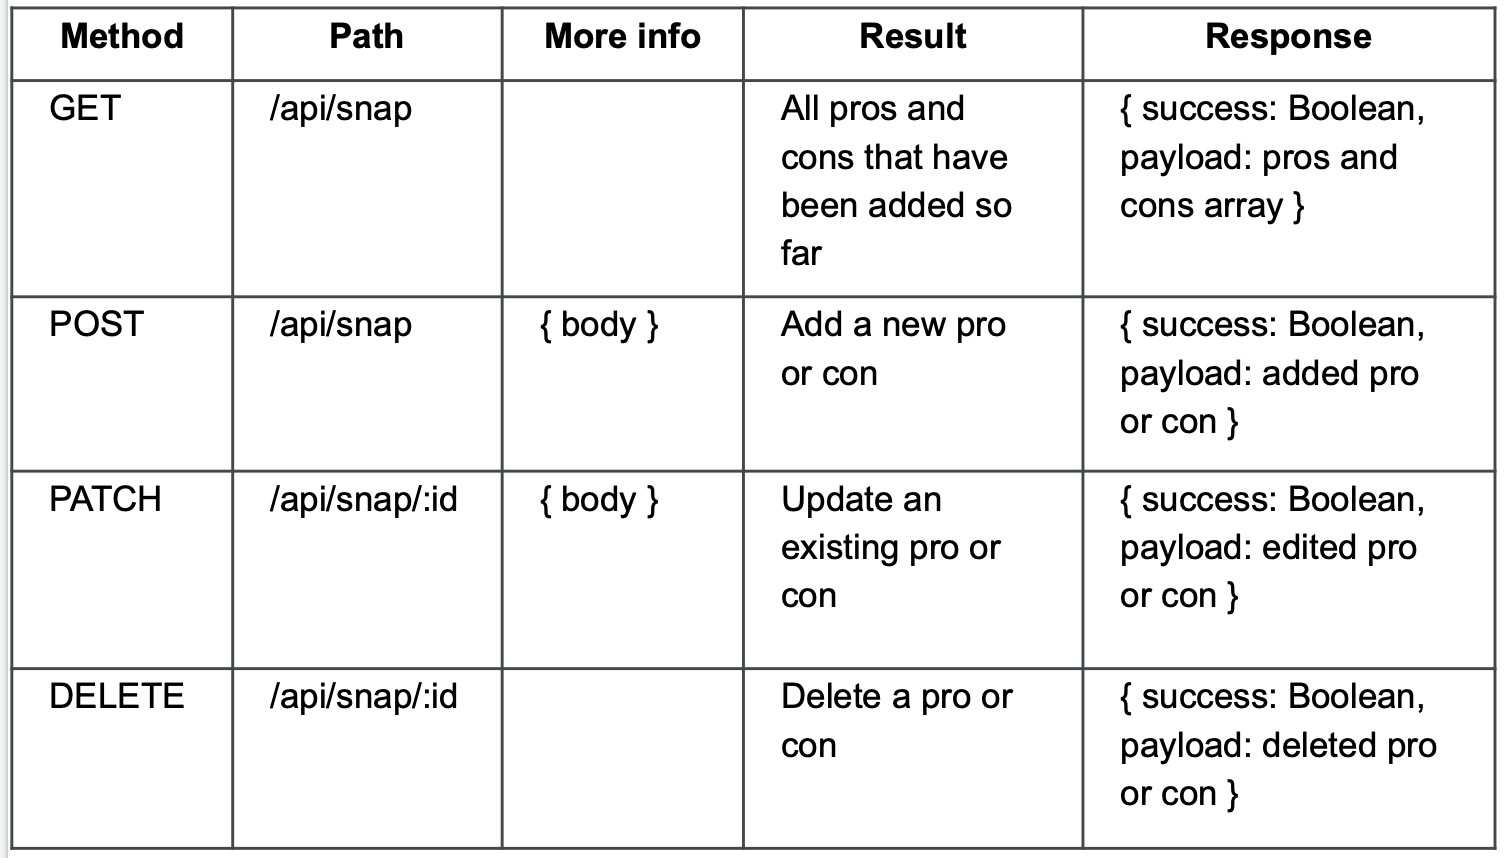 Method Path More info Result Response
GET /api/snap All pros and { success: Boolean,
cons that have payload: pros and
been added so cons array }
far
POST /api/snap { body } Add a new pro { success: Boolean,
or con payload: added pro
or con }
PATCH /api/snap/:id { body } Update an { success: Boolean,
existing pro or payload: edited pro
con or con }
DELETE /api/snap/:id Delete a pro or { success: Boolean,
con payload: deleted pro
or con }